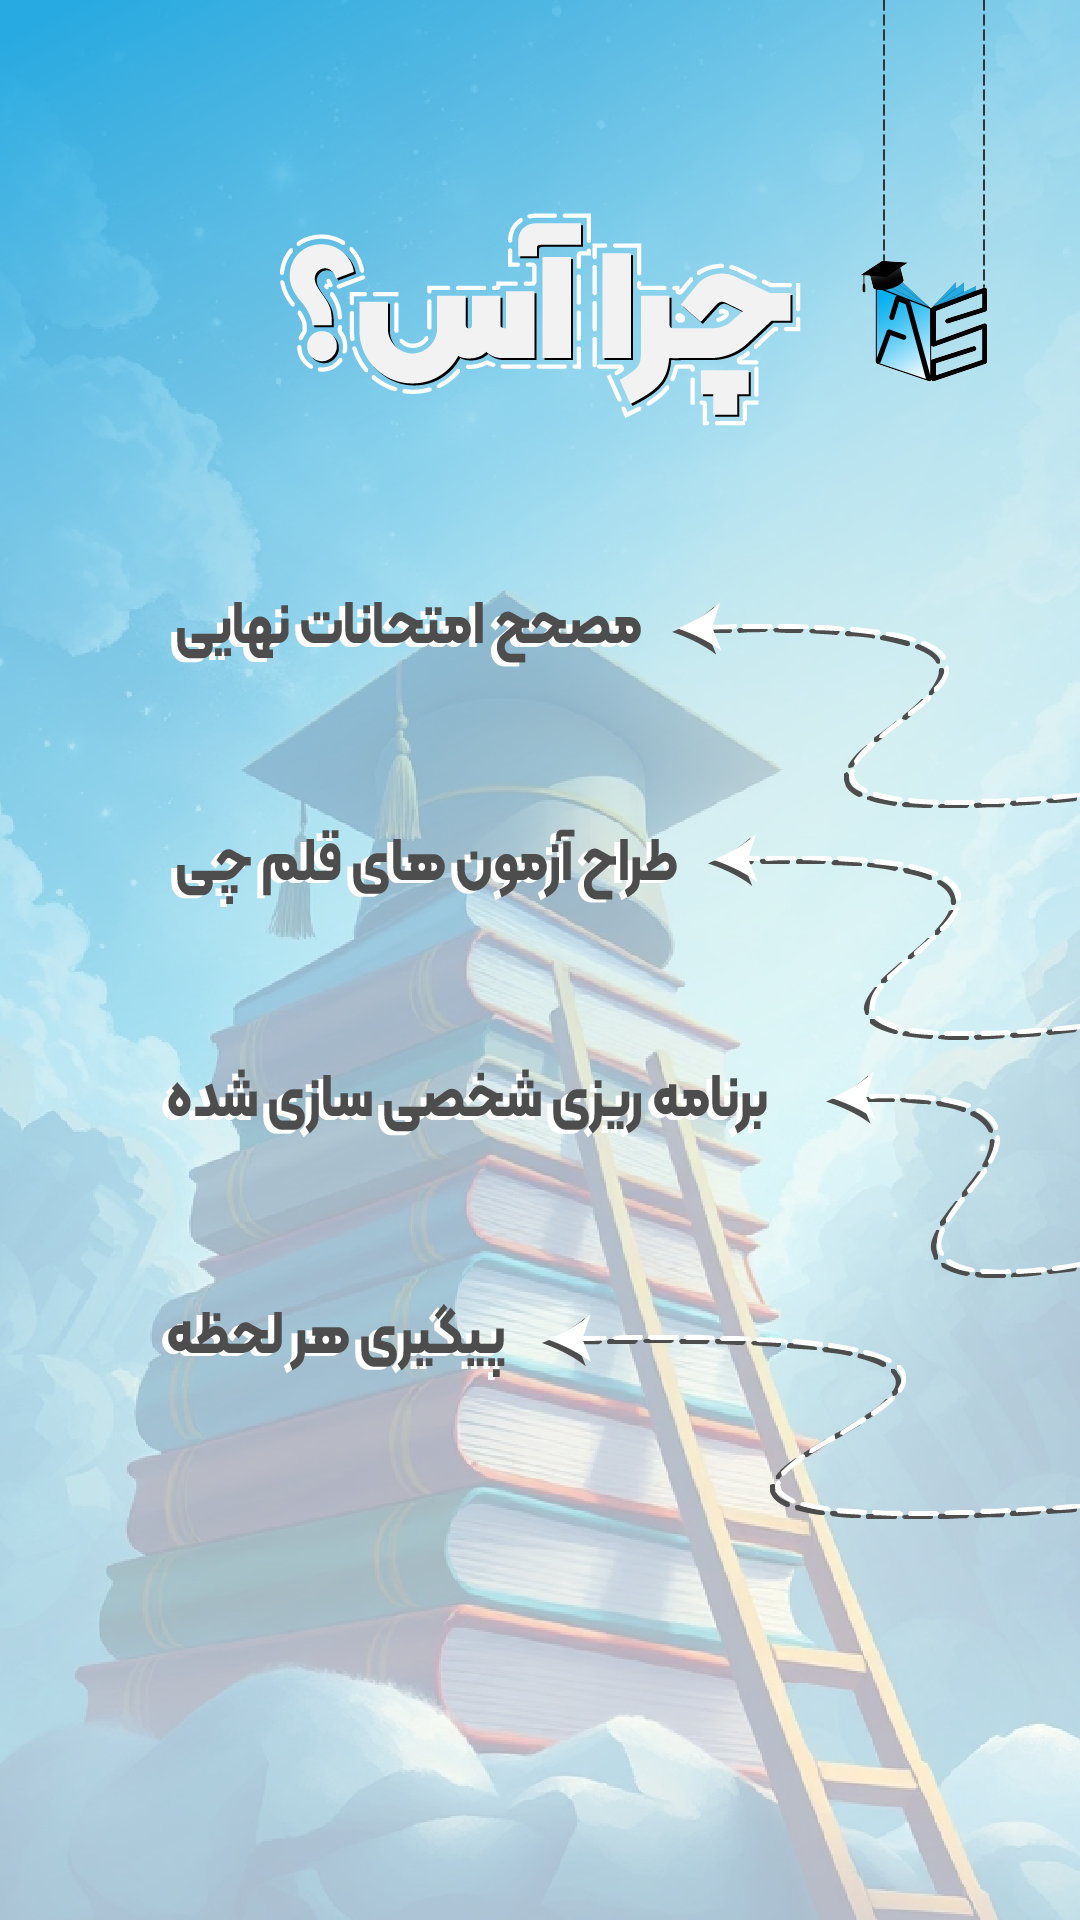 چرا آس؟
AS
مصحح امتحانات نهایی
طراح آزمون های قلم چی
برنامه ریزی شخصی سازی شده
پیگیری هر لحظه